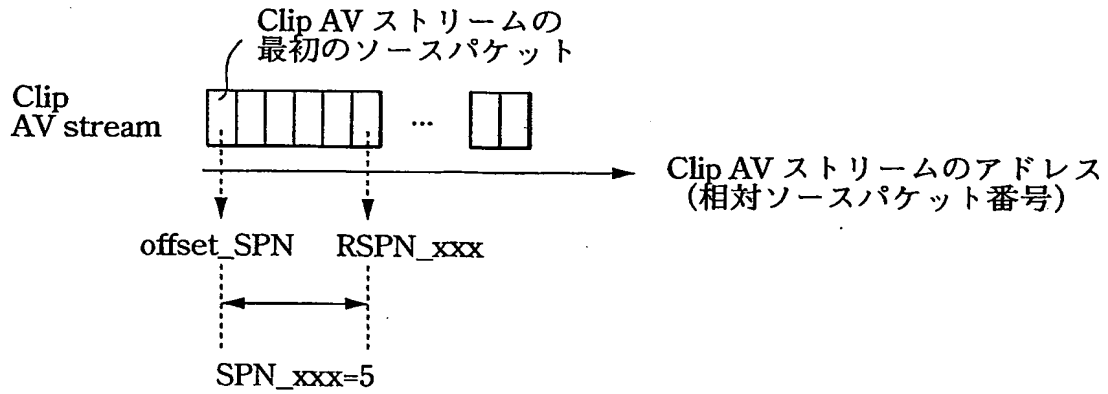 Clip AV ストリームの
最初のソースパケット
Clip
AV stream
...
Clip AV ストリームのアドレス
(相対ソースパケット番号)
offset_SPN
RSPN_xxx
SPN_xxx=5